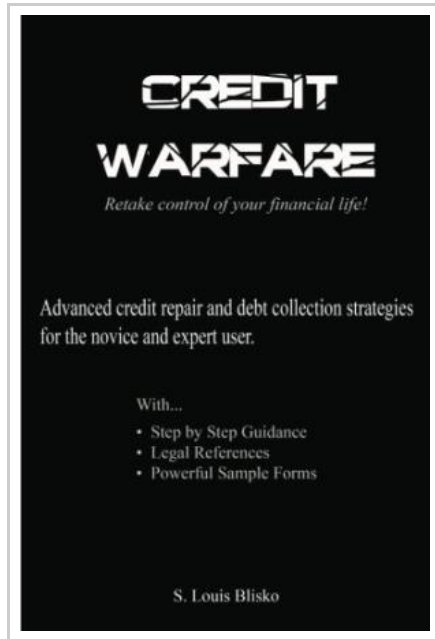 CREDIT
WARFARE
Retake control of your financial life!
Advanced credit repair and debt collection strategies
for the novice and expert user.
With...
• Step by Step Guidance
• Legal References
• Powerful Sample Forms
S. Louis Blisko